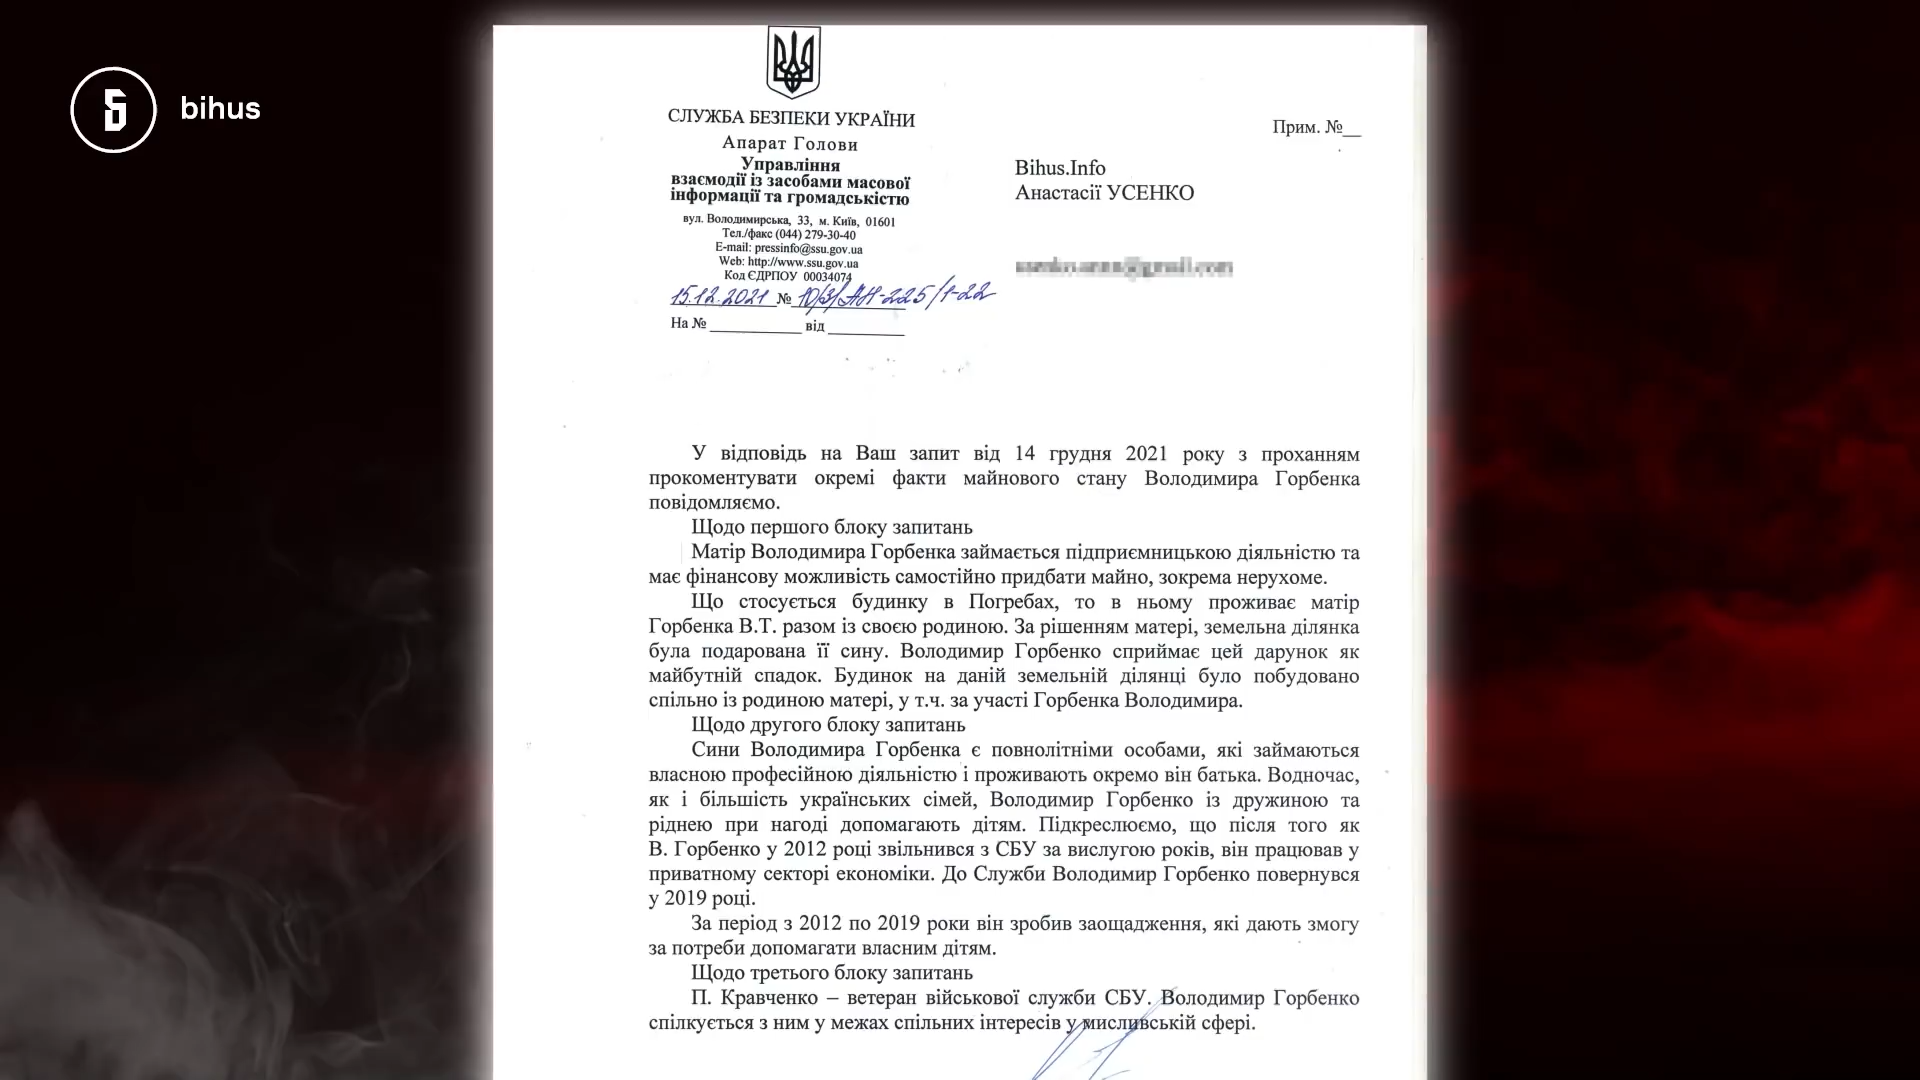 bihus
СЛУЖБА БЕЗПЕКИ УКРАЇНИ
Апарат Голови
Управління
взаємодії із засобами масової
інформації та громадськістю
вул. Володимирська, 33, м. Київ, 01601
Тел./факс (044) 279-30-40
E-mail: pressinfo@ssu.gov.ua
Web: http://www.ssu.gov.ua
Код ЄДРПОУ 00034074
15.12.2021 № 10/3/АН-225/1-22
На № __________ від __________
Прим. №__
Bihus.Info
Анастасії УСЕНКО
У відповідь на Ваш запит від 14 грудня 2021 року з проханням
прокоментувати окремі факти майнового стану Володимира Горбенка
повідомляємо.
Щодо першого блоку запитань
Матір Володимира Горбенка займається підприємницькою діяльністю та
має фінансову можливість самостійно придбати майно, зокрема нерухоме.
Що стосується будинку в Погребах, то в ньому проживає матір
Горбенка В.Т. разом із своєю родиною. За рішенням матері, земельна ділянка
була подарована її сину. Володимир Горбенко сприймає цей дарунок як
майбутній спадок. Будинок на даній земельній ділянці було побудовано
спільно із родиною матері, у т.ч. за участі Горбенка Володимира.
Щодо другого блоку запитань
Сини Володимира Горбенка є повнолітніми особами, які займаються
власною професійною діяльністю і проживають окремо він батька. Водночас,
як і більшість українських сімей, Володимир Горбенко із дружиною та
ріднею при нагоді допомагають дітям. Підкреслюємо, що після того як
В. Горбенко у 2012 році звільнився з СБУ за вислугою років, він працював у
приватному секторі економіки. До Служби Володимир Горбенко повернувся
у 2019 році.
За період з 2012 по 2019 роки він зробив заощадження, які дають змогу
за потреби допомагати власним дітям.
Щодо третього блоку запитань
П. Кравченко – ветеран військової служби СБУ. Володимир Горбенко
спілкується з ним у межах спільних інтересів у мисливській сфері.